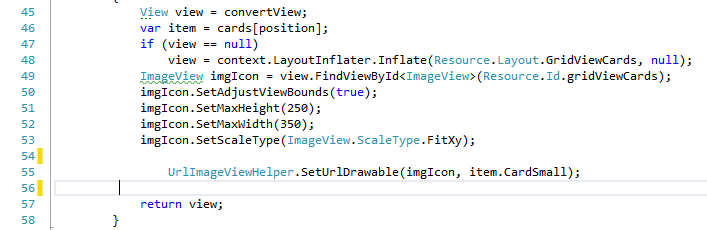 45 View view = convertView;
46 var item = cards[position];
47 if (view == null)
48 view = context.LayoutInflater.Inflate(Resource.Layout.GridViewCards, null);
49 ImageView imgIcon = view.FindViewById<ImageView>(Resource.Id.gridViewCards);
50 imgIcon.SetAdjustViewBounds(true);
51 imgIcon.SetMaxHeight(250);
52 imgIcon.SetMaxWidth(350);
53 imgIcon.SetScaleType(ImageView.ScaleType.FitXy);
54
55 UrlImageViewHelper.SetUrlDrawable(imgIcon, item.CardSmall);
56
57 return view;
58 }